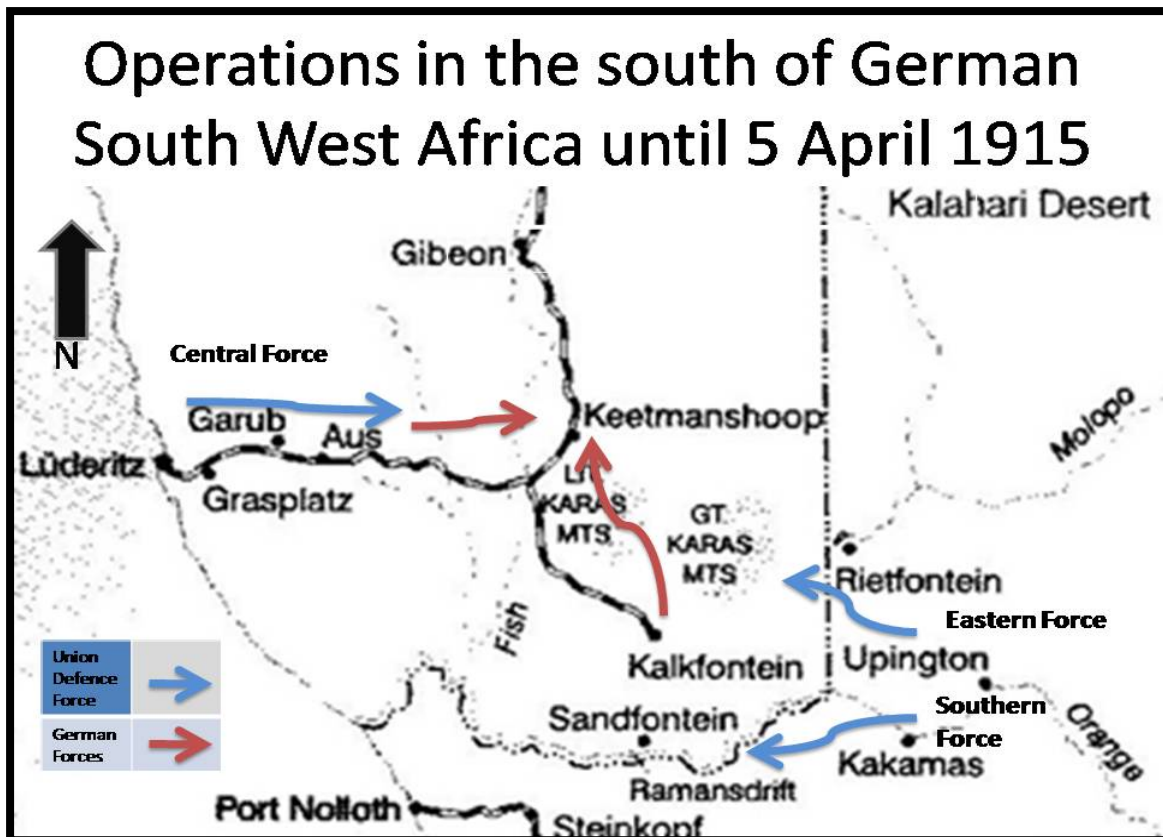 Operations in the south of German
South West Africa until 5 April 1915
Kalahari Desert
Gibeon
N
Central Force
Garub
Aus
Keetmanshoop
Molopo
Lüderitz
Grasplatz
KARAS
MTS
GT.
KARAS
MTS
Rietfontein
Eastern Force
Fish
Union
Defence
Force
Kalkfontein
Upington
Sandfontein
Southern
Force
Orange
German
Forces
Kakamas
Ramansdrift
Port Nolloth
Steinkopf